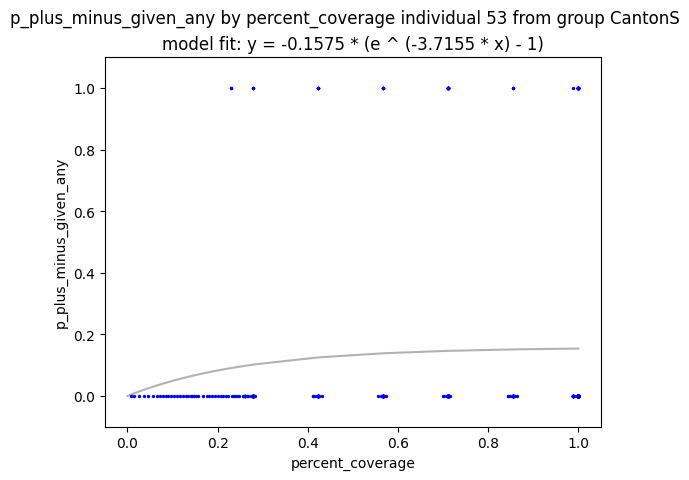 p_plus_minus_given_any by percent_coverage individual 53 from group CantonS
model fit: y = -0.1575 * (e ^ (-3.7155 * x) - 1)
1.0
0.8
0.6
0.4
0.2
0.0
p_plus_minus_given_any
0.0 0.2 0.4 0.6 0.8 1.0
percent_coverage